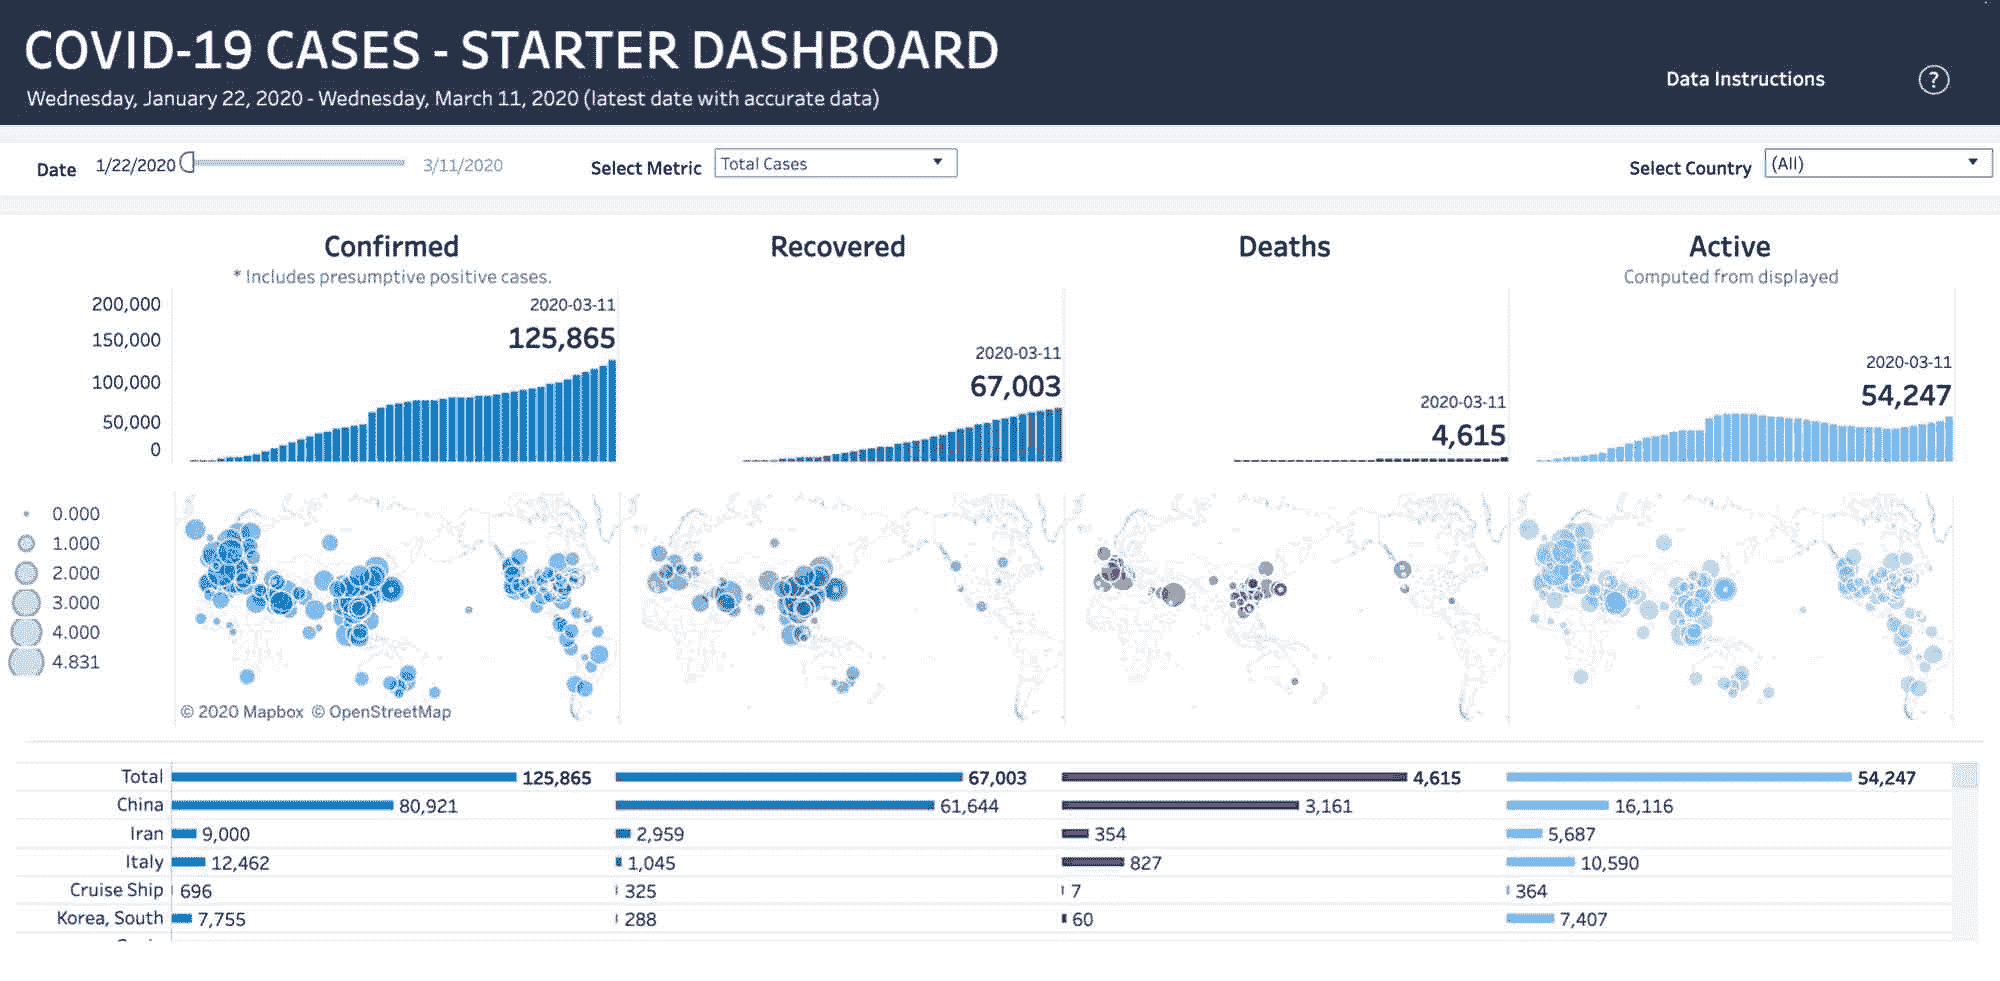 COVID-19 CASES - STARTER DASHBOARD
Wednesday, January 22, 2020 - Wednesday, March 11, 2020 (latest date with accurate data)
Data Instructions
?
Date 1/22/2020 3/11/2020 Select Metric Total Cases Select Country (All)
Confirmed Recovered Deaths Active
* Includes presumptive positive cases. Computed from displayed
200,000 2020-03-11
150,000 125,865
2020-03-11 2020-03-11
100,000 67,003 54,247
2020-03-11
50,000 4,615
0
0.000
1.000
2.000
3.000
4.000
4.831
© 2020 Mapbox © OpenStreetMap
Total 125,865 67,003 4,615 54,247
China 80,921 61,644 3,161 16,116
Iran 9,000 2,959 354 5,687
Italy 12,462 1,045 827 10,590
Cruise Ship 696 325 7 364
Korea, South 7,755 288 60 7,407